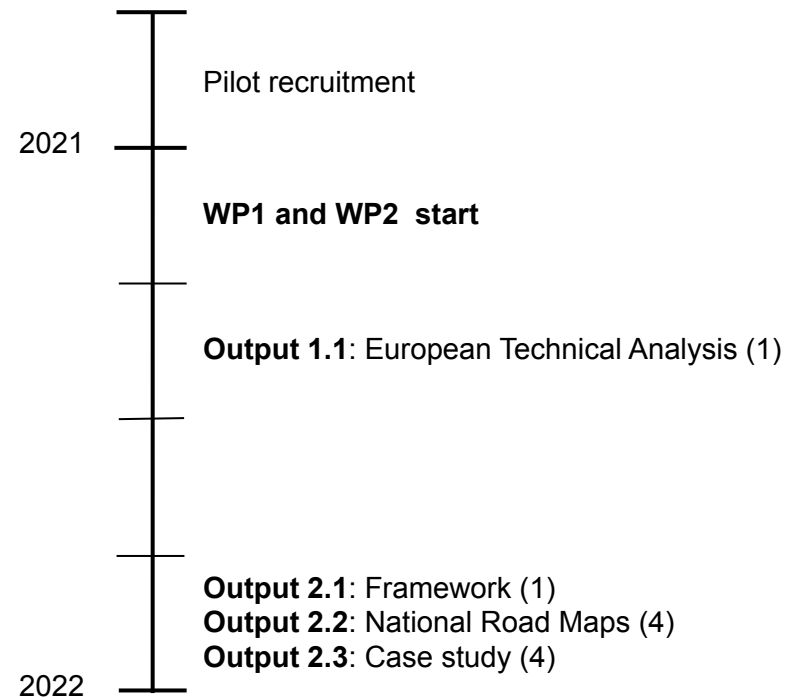 Pilot recruitment
2021
WP1 and WP2  start
Output 1.1: European Technical Analysis (1)
Output 2.1: Framework (1)
Output 2.2: National Road Maps (4)
Output 2.3: Case study (4)
2022